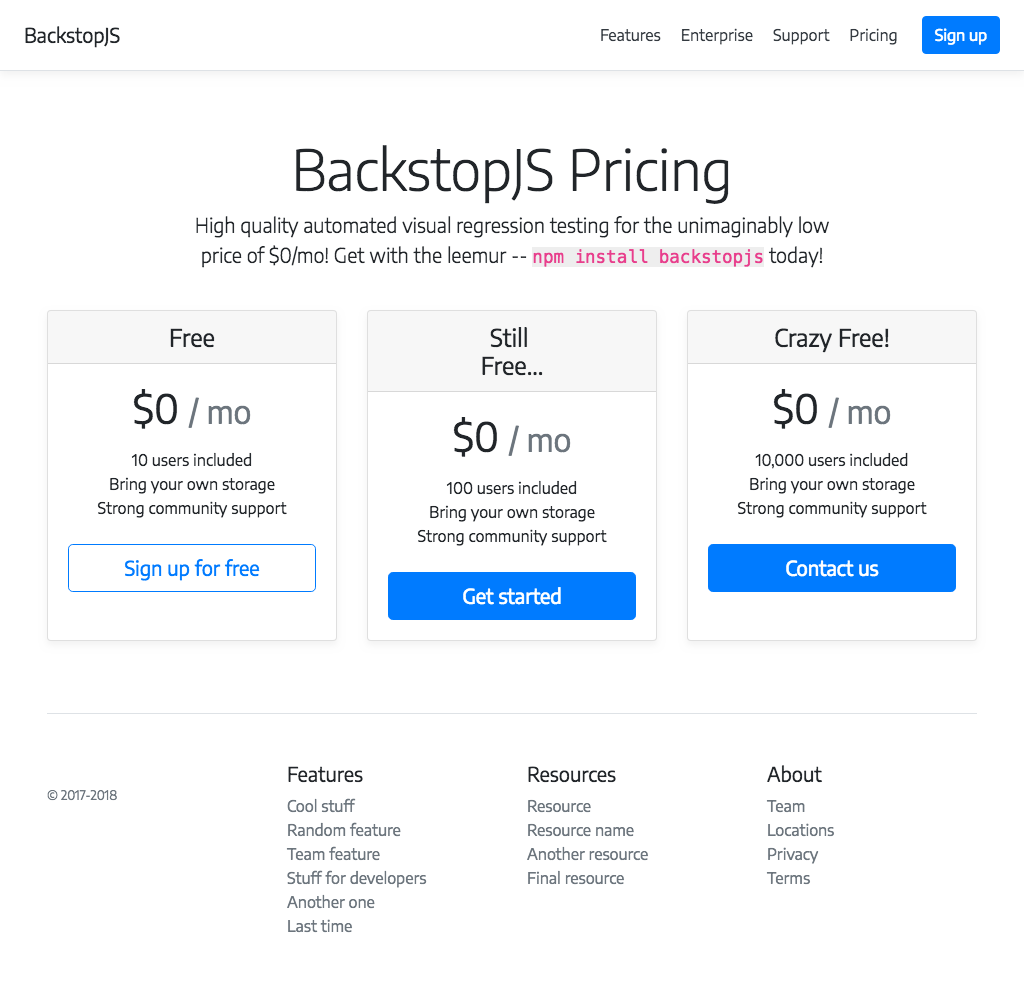 BackstopJS
Features Enterprise Support Pricing Sign up
BackstopJS Pricing
High quality automated visual regression testing for the unimaginably low
price of $0/mo! Get with the leemur -- npm install backstopjs today!
Free
$0 / mo
10 users included
Bring your own storage
Strong community support
Sign up for free
Still
Free...
$0 / mo
100 users included
Bring your own storage
Strong community support
Get started
Crazy Free!
$0 / mo
10,000 users included
Bring your own storage
Strong community support
Contact us
© 2017-2018
Features
Cool stuff
Random feature
Team feature
Stuff for developers
Another one
Last time
Resources
Resource
Resource name
Another resource
Final resource
About
Team
Locations
Privacy
Terms